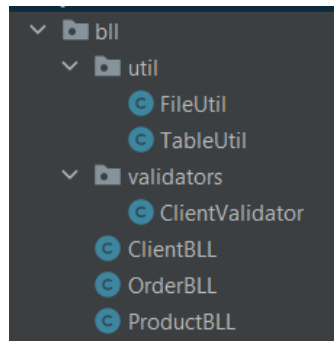 bll
util
FileUtil
TableUtil
validators
ClientValidator
ClientBLL
OrderBLL
ProductBLL